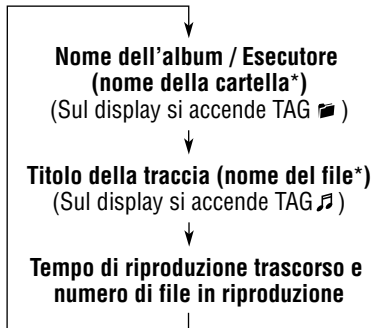 Nome dell'album / Esecutore
(nome della cartella*)
(Sul display si accende TAG )
Titolo della traccia (nome del file*)
(Sul display si accende TAG )
Tempo di riproduzione trascorso e
numero di file in riproduzione